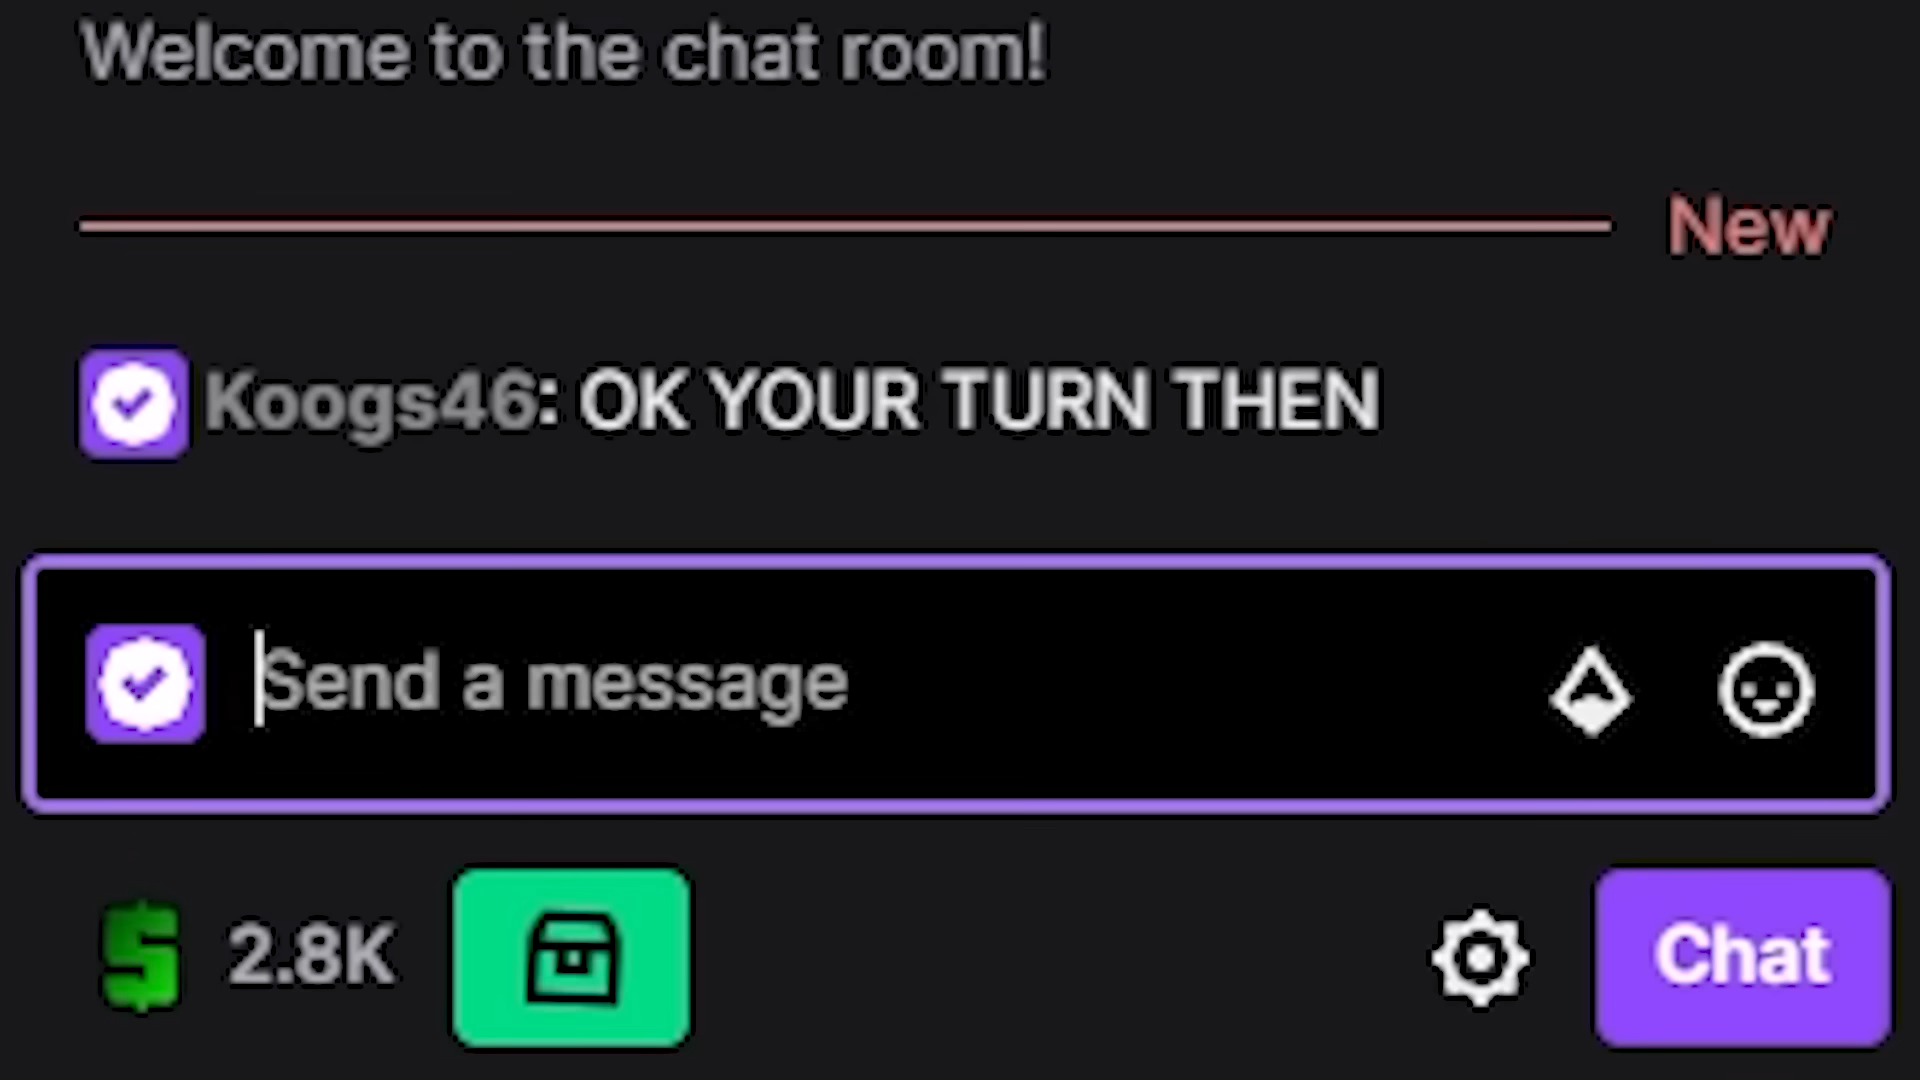 Welcome to the chat room!
New
Koogs46: OK YOUR TURN THEN
Send a message
2.8K
Chat